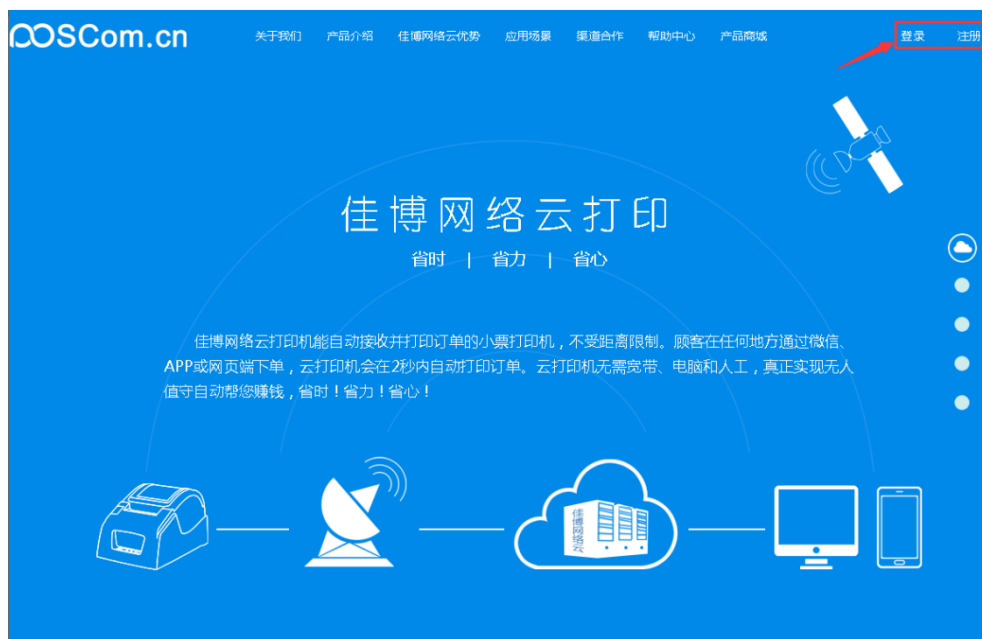 POSCom.cn
关于我们 产品介绍 佳博网络云优势 应用场景 渠道合作 帮助中心 产品商城 登录 注册
佳博网络云打印
省时 | 省力 | 省心
佳博网络云打印机能自动接收并打印订单的小票打印机，不受距离限制。顾客在任何地方通过微信、
APP或网页端下单，云打印机会在2秒内自动打印订单。云打印机无需宽带、电脑和人工，真正实现无人
值守自动帮您赚钱，省时！省力！省心！
佳博网络云